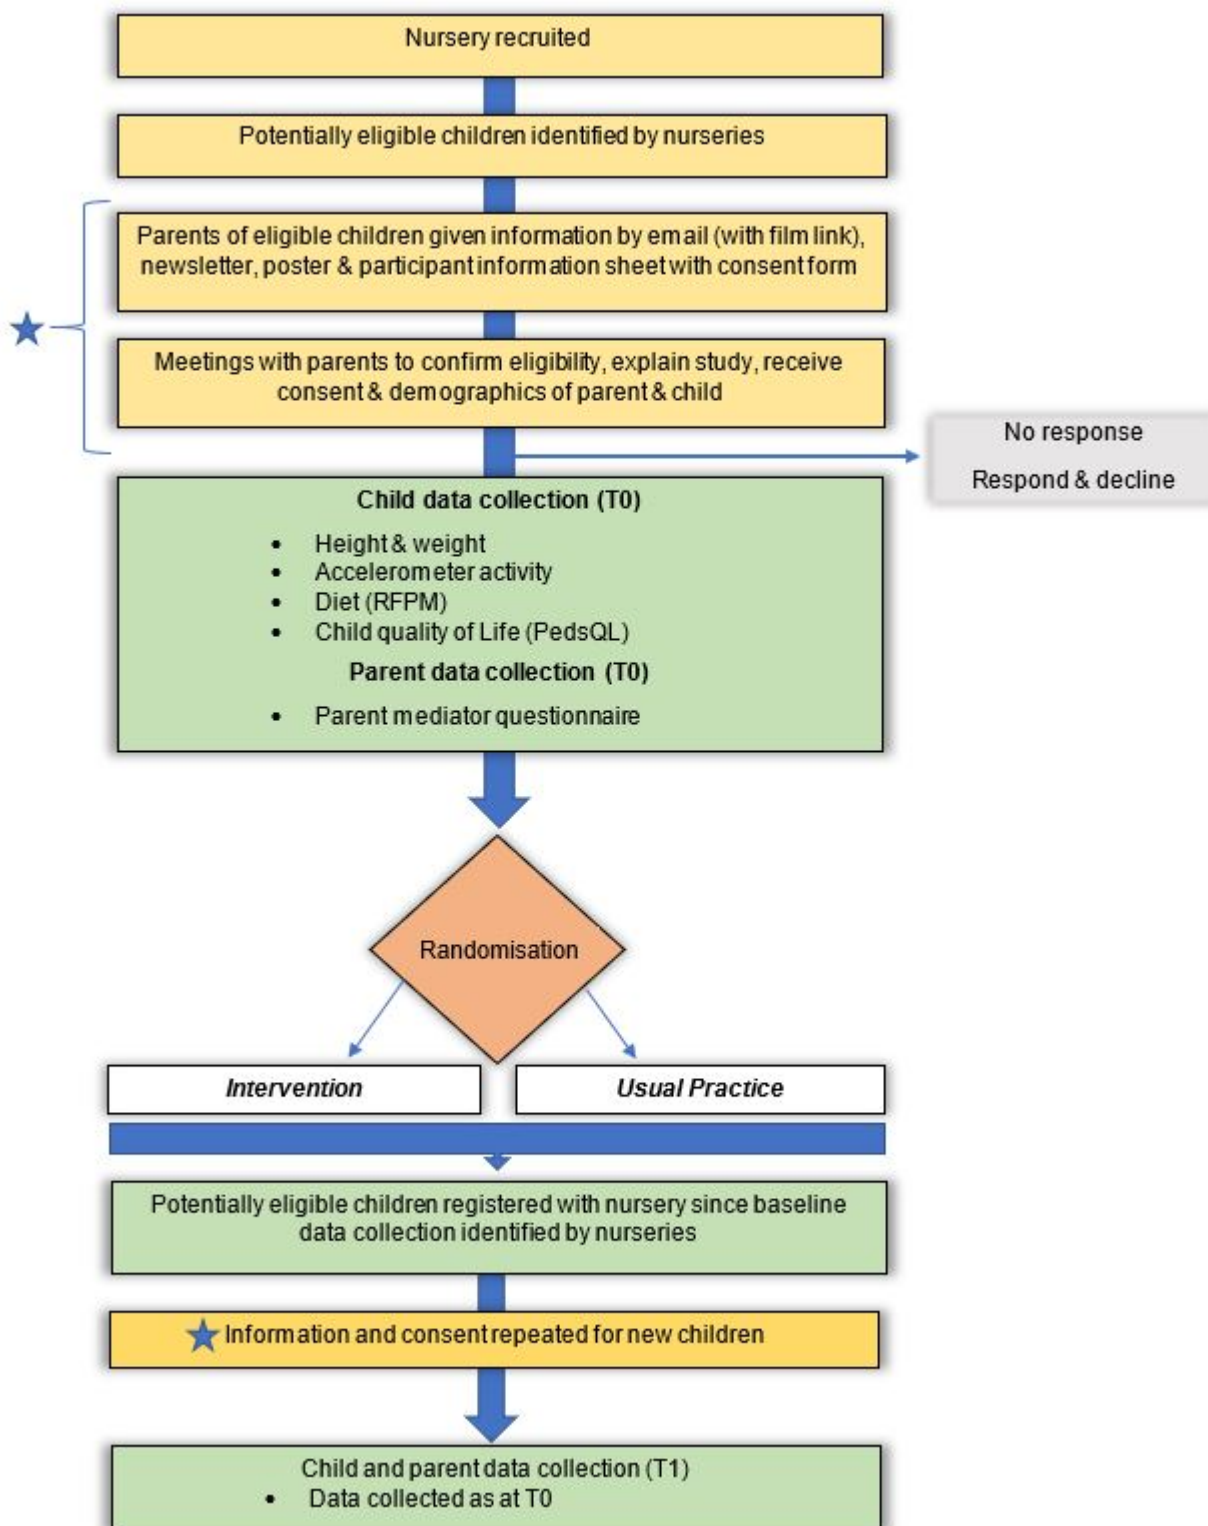 Nursery recruited
Potentially eligible children identified by nurseries
Parents of eligible children given information by email (with film link),
newsletter, poster & participant information sheet with consent form
Meetings with parents to confirm eligibility, explain study, receive
consent & demographics of parent & child
No response
Respond & decline
Child data collection (T0)
• Height & weight
• Accelerometer activity
• Diet (RFPM)
• Child quality of Life (PedsQL)
Parent data collection (T0)
• Parent mediator questionnaire
Randomisation
Intervention
Usual Practice
Potentially eligible children registered with nursery since baseline
data collection identified by nurseries
Information and consent repeated for new children
Child and parent data collection (T1)
• Data collected as at T0